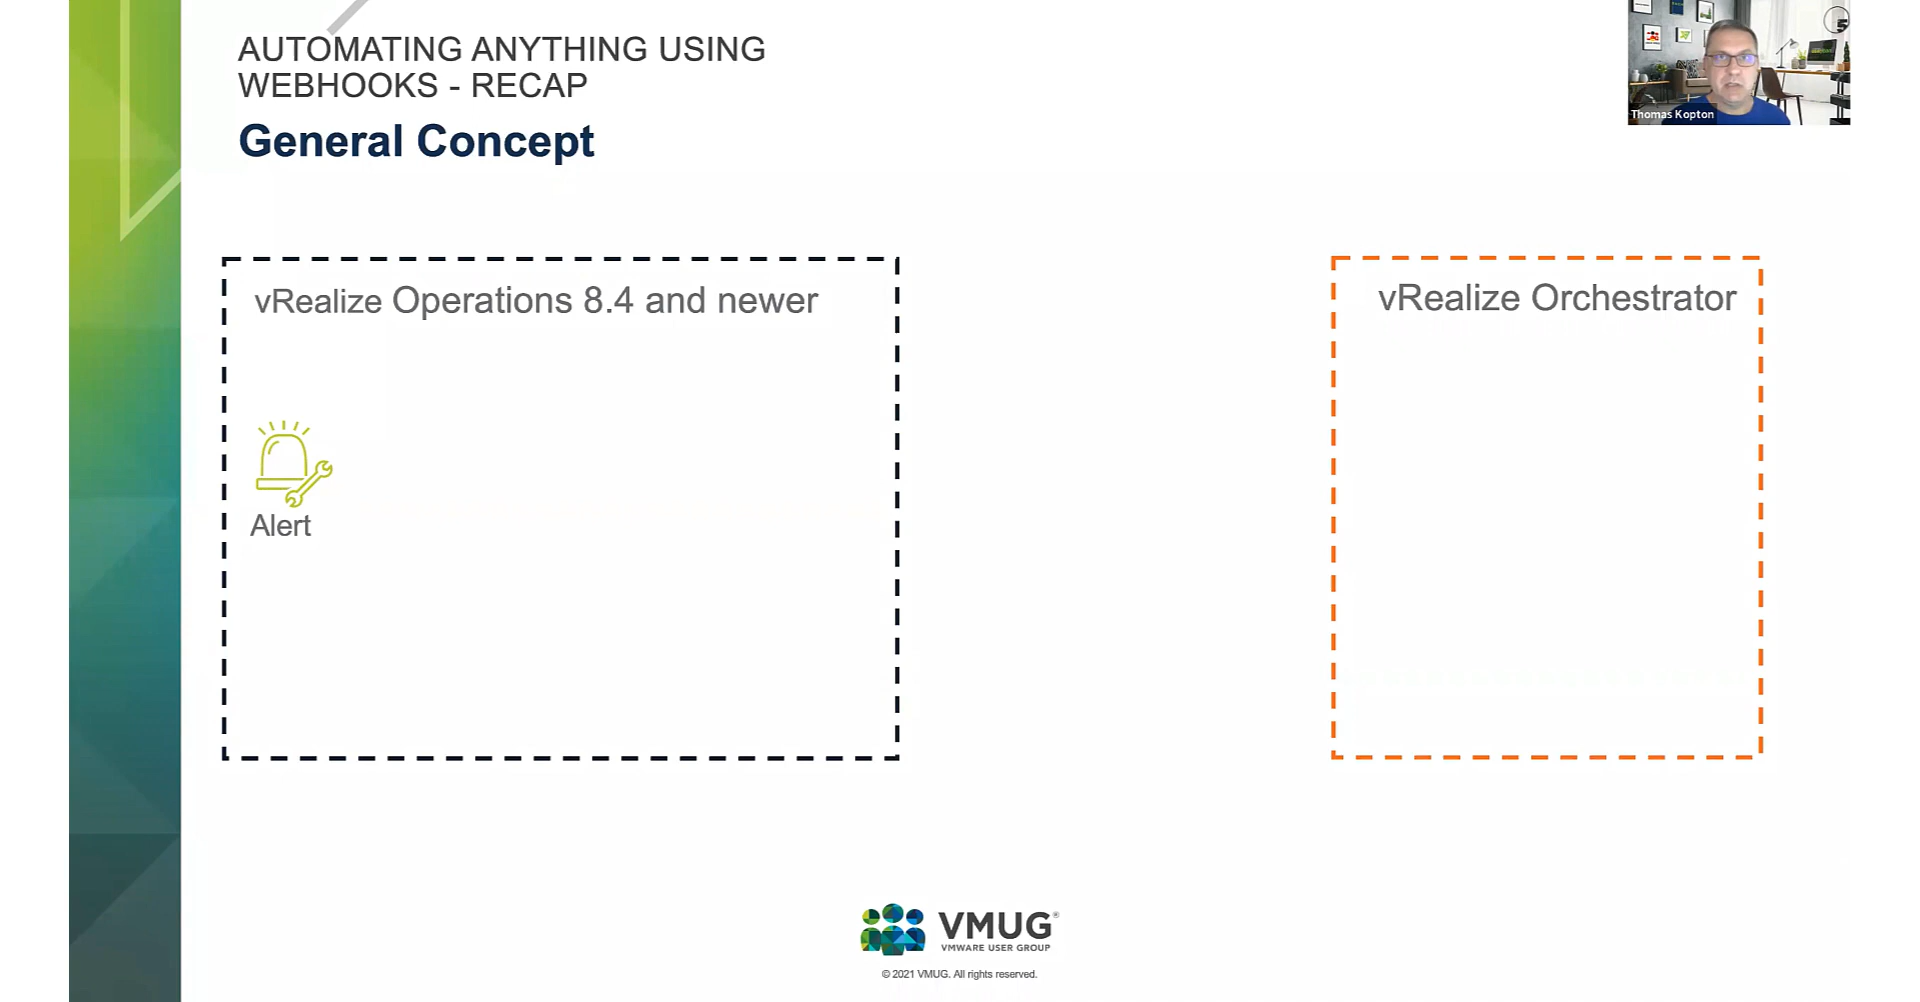 AUTOMATING ANYTHING USING
WEBHOOKS - RECAP
General Concept
Thomas Kopton
vRealize Operations 8.4 and newer
vRealize Orchestrator
Alert
VMUG®
VMWARE USER GROUP
© 2021 VMUG. All rights reserved.